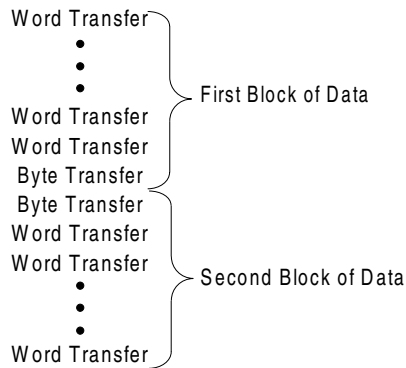 Word Transfer
•
•
•
First Block of Data
Word Transfer
Word Transfer
Byte Transfer
Byte Transfer
Word Transfer
Word Transfer
Second Block of Data
•
•
•
Word Transfer